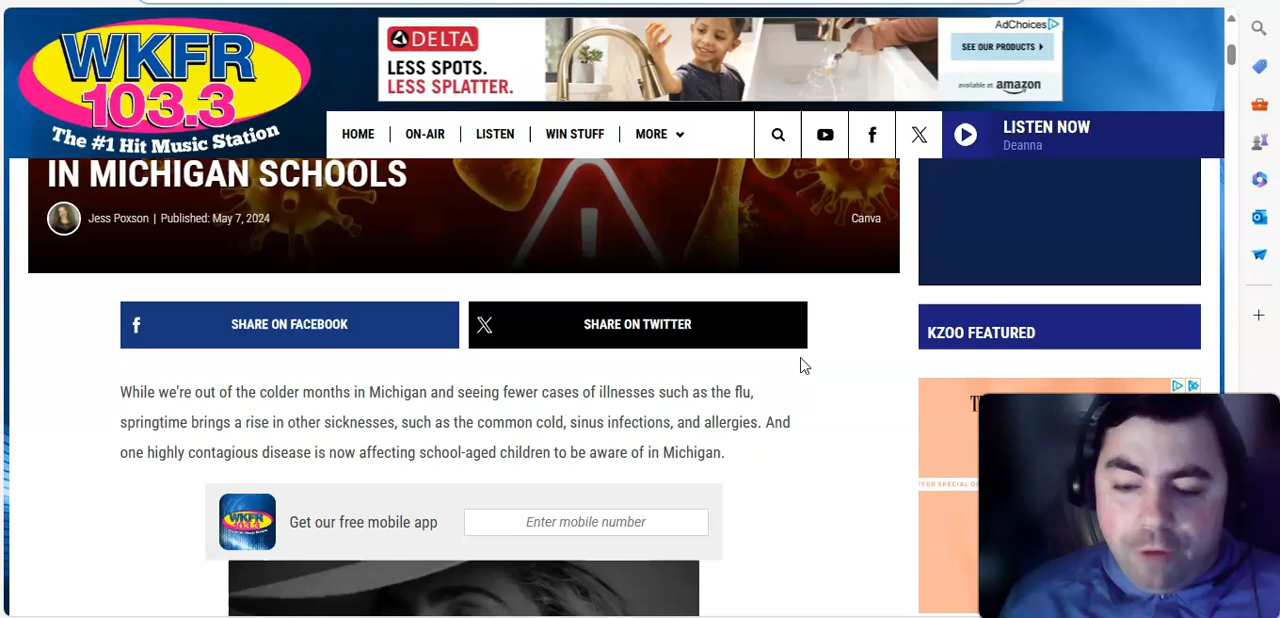 WKFR
103.3
The #1 Hit Music Station
DELTA
LESS SPOTS.
LESS SPLATTER.
AdChoices
SEE OUR PRODUCTS
available at amazon
HOME
ON-AIR
LISTEN
WIN STUFF
MORE
LISTEN NOW
Deanna
IN MICHIGAN SCHOOLS
Jess Poxson | Published: May 7, 2024
Canva
SHARE ON FACEBOOK
SHARE ON TWITTER
KZOO FEATURED
While we're out of the colder months in Michigan and seeing fewer cases of illnesses such as the flu,
springtime brings a rise in other sicknesses, such as the common cold, sinus infections, and allergies. And
one highly contagious disease is now affecting school-aged children to be aware of in Michigan.
WKFR
103.3
Get our free mobile app
Enter mobile number